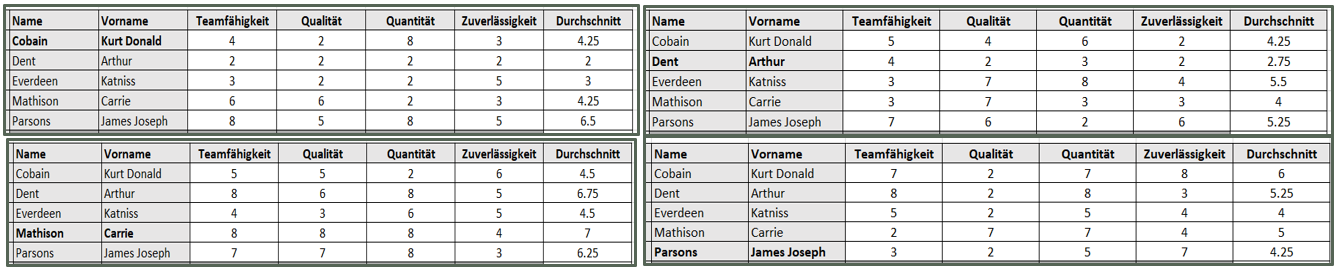 Name Vorname Teamfähigkeit Qualität Quantität Zuverlässigkeit Durchschnitt
Cobain Kurt Donald 4 2 8 3 4.25
Dent Arthur 2 2 2 2 2
Everdeen Katniss 3 2 2 5 3
Mathison Carrie 6 6 2 3 4.25
Parsons James Joseph 8 5 8 5 6.5
Name Vorname Teamfähigkeit Qualität Quantität Zuverlässigkeit Durchschnitt
Cobain Kurt Donald 5 4 6 2 4.25
Dent Arthur 4 2 3 2 2.75
Everdeen Katniss 3 7 8 4 5.5
Mathison Carrie 3 7 3 3 4
Parsons James Joseph 7 6 2 6 5.25
Name Vorname Teamfähigkeit Qualität Quantität Zuverlässigkeit Durchschnitt
Cobain Kurt Donald 5 5 2 6 4.5
Dent Arthur 8 6 8 5 6.75
Everdeen Katniss 4 3 6 5 4.5
Mathison Carrie 8 8 8 4 7
Parsons James Joseph 7 7 8 3 6.25
Name Vorname Teamfähigkeit Qualität Quantität Zuverlässigkeit Durchschnitt
Cobain Kurt Donald 7 2 7 8 6
Dent Arthur 8 2 8 3 5.25
Everdeen Katniss 5 2 5 4 4
Mathison Carrie 2 7 7 4 5
Parsons James Joseph 3 2 5 7 4.25